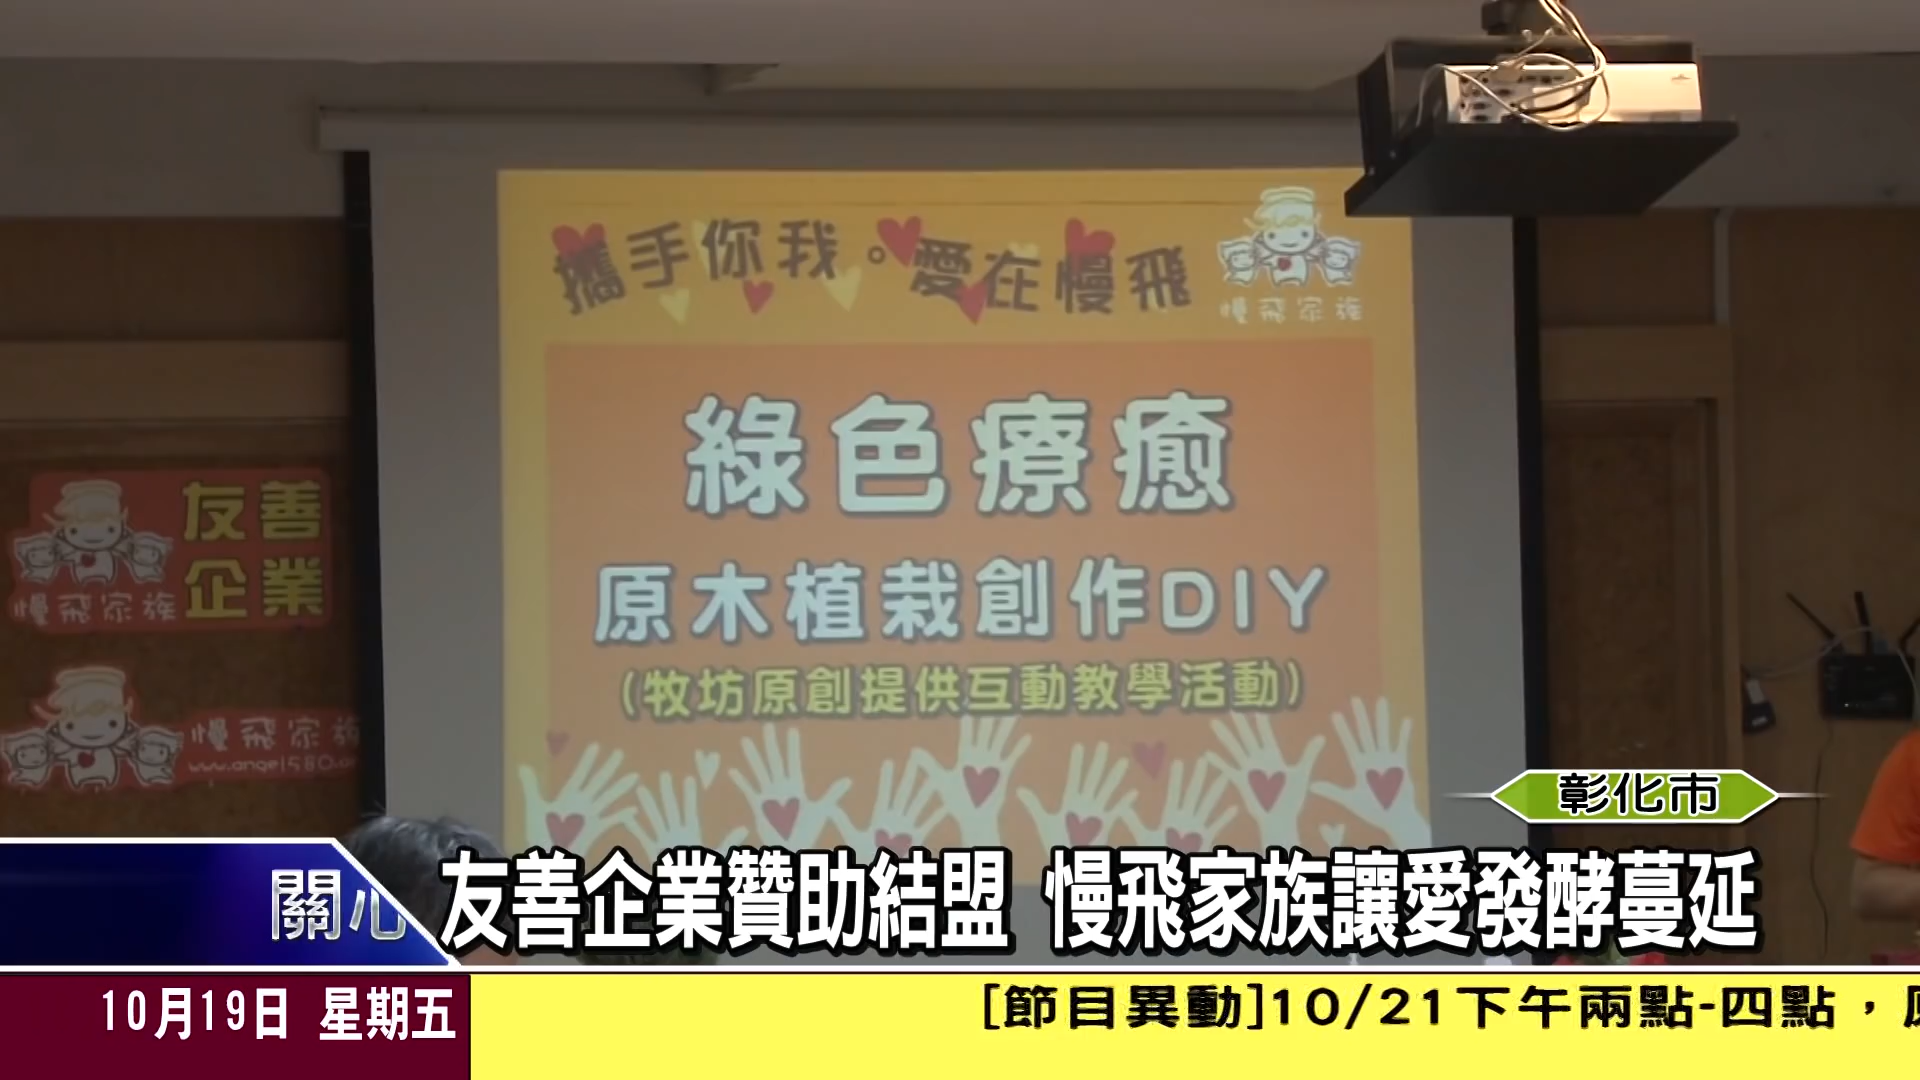 攜手你我。愛在慢飛
慢飛家族
綠色療癒
原木植栽創作DIY
(牧坊原創提供互動教學活動)
友善
企業
慢飛家族
慢飛家族
彰化市
關心
友善企業贊助結盟 慢飛家族讓愛發酵蔓延
10月19日 星期五
[節目異動]10/21下午兩點-四點，